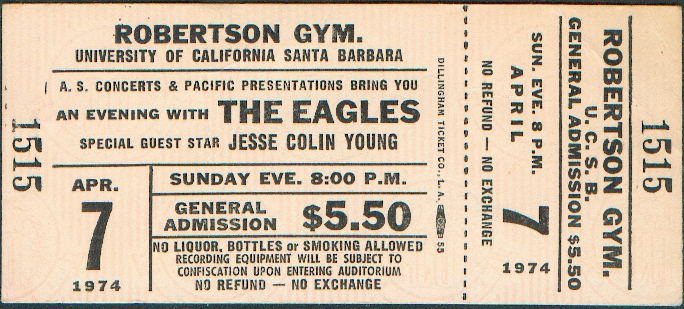 ROBERTSON GYM.
UNIVERSITY OF CALIFORNIA SANTA BARBARA
A. S. CONCERTS & PACIFIC PRESENTATIONS BRING YOU
AN EVENING WITH THE EAGLES
SPECIAL GUEST STAR JESSE COLIN YOUNG
1515
APR.
7
1974
SUNDAY EVE. 8:00 P.M.
GENERAL
ADMISSION $5.50
NO LIQUOR, BOTTLES or SMOKING ALLOWED
RECORDING EQUIPMENT WILL BE SUBJECT TO
CONFISCATION UPON ENTERING AUDITORIUM
NO REFUND — NO EXCHANGE
DILLINGHAM TICKET CO., L.A. 55
ROBERTSON GYM.
U.C.S.B.
GENERAL ADMISSION $5.50
SUN. EVE. 8 P.M.
APRIL
7
1974
NO REFUND — NO EXCHANGE
1515